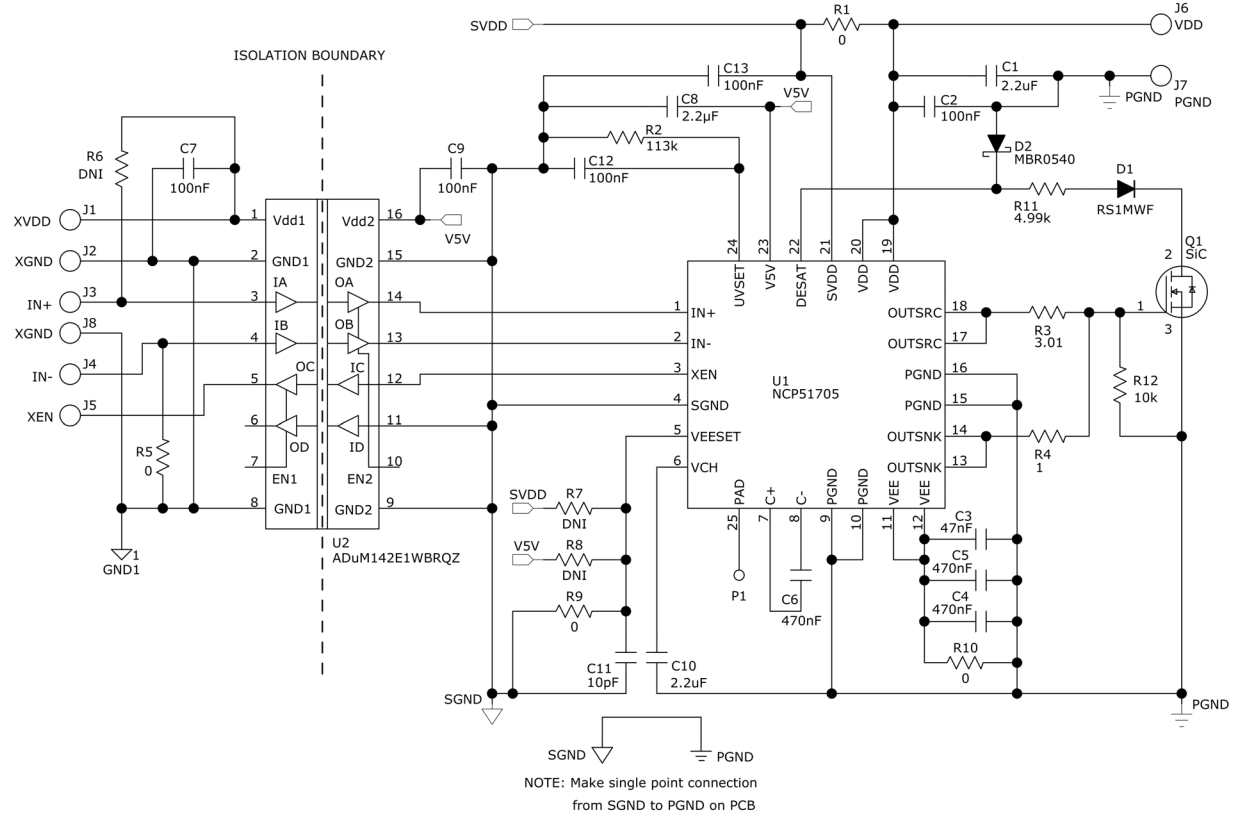 J6
VDD
SVDD
R1
0
ISOLATION BOUNDARY
C13
100nF
C1
2.2uF
J7
PGND
PGND
V5V
C8
2.2µF
C2
100nF
R2
113k
D2
MBR0540
R6
DNI
C7
100nF
C9
100nF
C12
100nF
D1
RS1MWF
R11
4.99k
XVDD
J1
1
Vdd1
Vdd2
16
V5V
XGND
J2
2
GND1
GND2
15
24
23
22
21
20
19
UVSET
V5V
DESAT
SVDD
VDD
VDD
Q1
SiC
2
1
3
IN+
J3
3
IA
OA
14
1
IN+
OUTSRC
18
R3
3.01
XGND
J8
IN-
J4
4
IB
OB
13
2
IN-
OUTSRC
17
XEN
J5
5
OC
IC
12
3
XEN
U1
NCP51705
PGND
16
R12
10k
4
SGND
PGND
15
6
OD
ID
11
5
VEESET
OUTSNK
14
R4
1
R5
0
7
EN1
EN2
10
6
VCH
OUTSNK
13
8
GND1
GND2
9
PAD
C+
C-
PGND
PGND
VEE
VEE
25
7
8
9
10
11
12
SVDD
R7
DNI
V5V
R8
DNI
R9
0
C3
47nF
C5
470nF
C4
470nF
R10
0
U2
ADuM142E1WBRQZ
1
GND1
P1
C6
470nF
C11
10pF
C10
2.2uF
SGND
PGND
SGND
PGND
NOTE: Make single point connection
from SGND to PGND on PCB